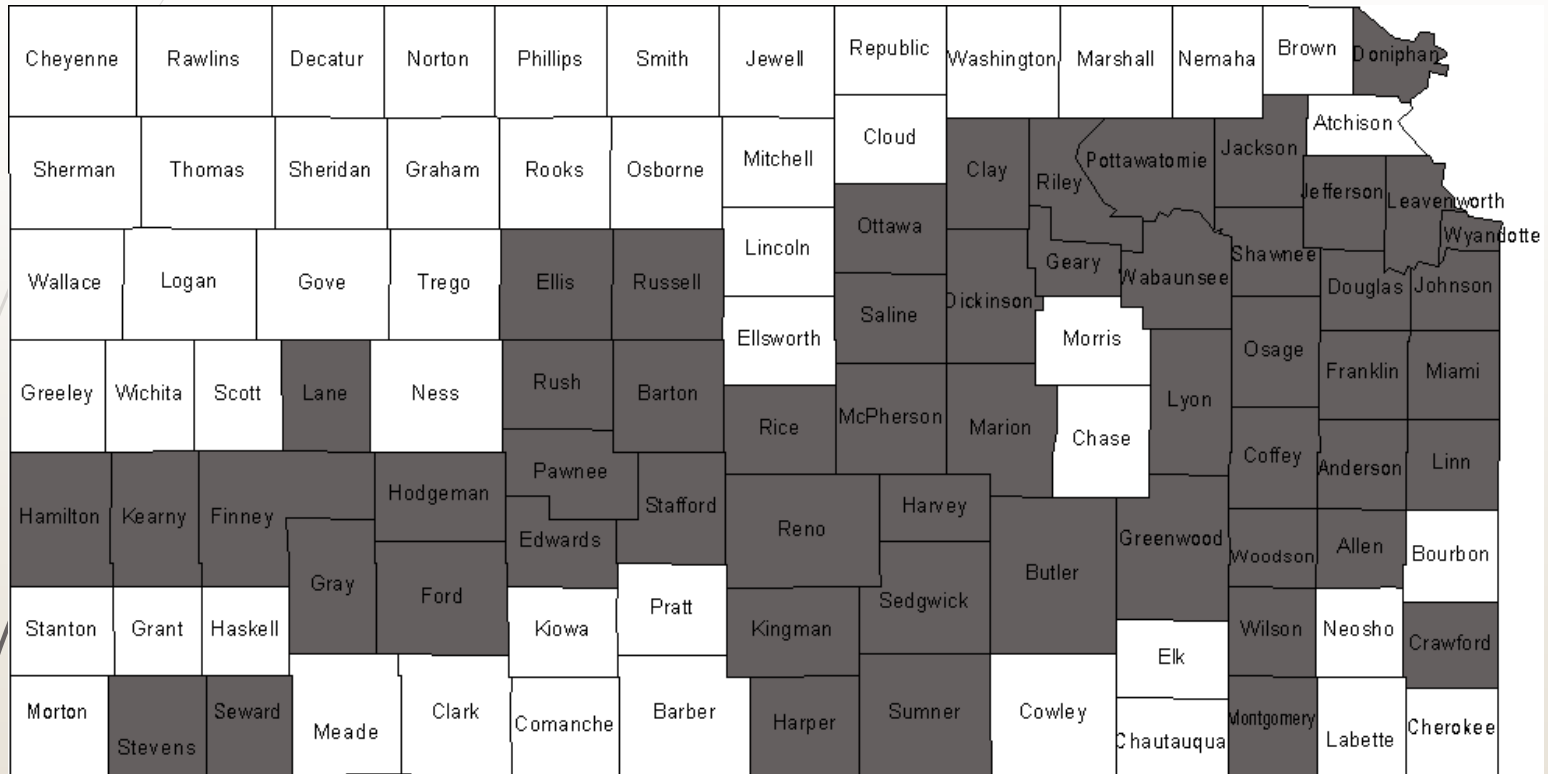 Cheyenne
Rawlins
Decatur
Norton
Phillips
Smith
Jewell
Republic
Washington
Marshall
Nemaha
Brown
Doniphan
Sherman
Thomas
Sheridan
Graham
Rooks
Osborne
Mitchell
Cloud
Clay
Riley
Pottawatomie
Jackson
Atchison
Jefferson
Leavenworth
Wyandotte
Wallace
Logan
Gove
Trego
Ellis
Russell
Lincoln
Ottawa
Dickinson
Geary
Wabaunsee
Shawnee
Douglas
Johnson
Ellsworth
Saline
Morris
Osage
Franklin
Miami
Greeley
Wichita
Scott
Lane
Ness
Rush
Barton
Rice
McPherson
Marion
Chase
Lyon
Coffey
Anderson
Linn
Hamilton
Kearny
Finney
Hodgeman
Pawnee
Stafford
Edwards
Reno
Harvey
Butler
Greenwood
Woodson
Allen
Bourbon
Gray
Ford
Stanton
Grant
Haskell
Kiowa
Pratt
Kingman
Sedgwick
Elk
Wilson
Neosho
Crawford
Morton
Stevens
Seward
Meade
Clark
Comanche
Barber
Harper
Sumner
Cowley
Chautauqua
Montgomery
Labette
Cherokee